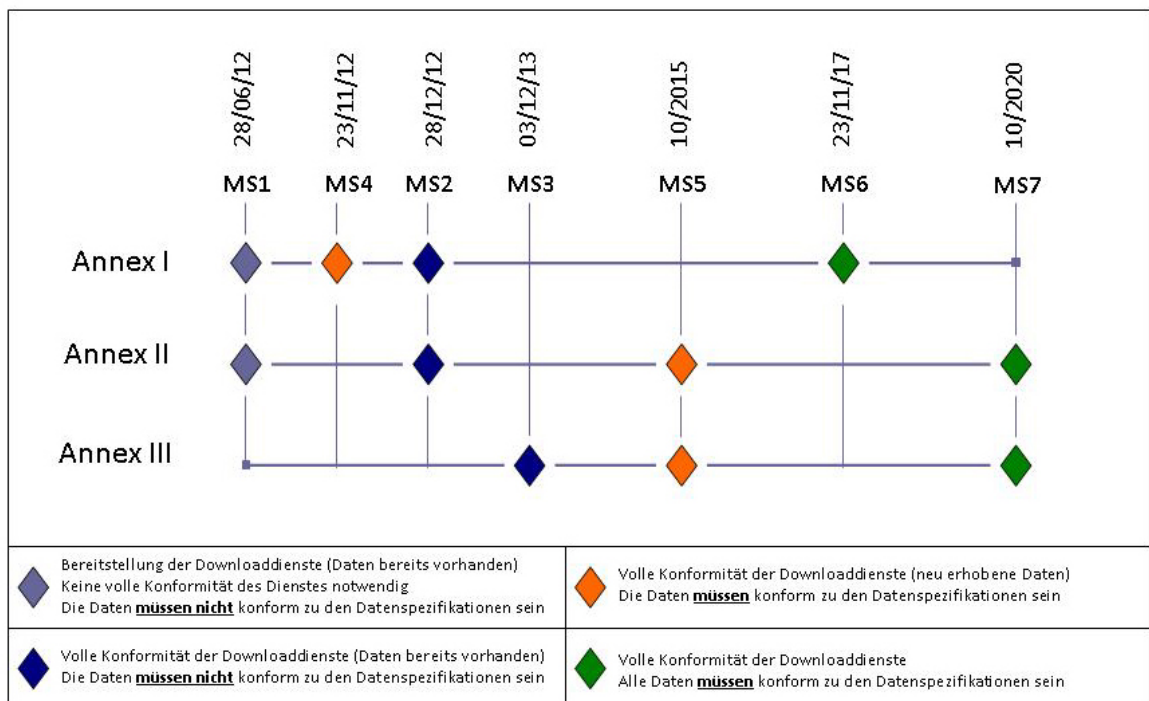 28/06/12
23/11/12
28/12/12
03/12/13
10/2015
23/11/17
10/2020
MS1
MS4
MS2
MS3
MS5
MS6
MS7
Annex I
Annex II
Annex III
Bereitstellung der Downloaddienste (Daten bereits vorhanden)
Keine volle Konformität des Dienstes notwendig
Die Daten müssen nicht konform zu den Datenspezifikationen sein
Volle Konformität der Downloaddienste (neu erhobene Daten)
Die Daten müssen konform zu den Datenspezifikationen sein
Volle Konformität der Downloaddienste (Daten bereits vorhanden)
Die Daten müssen nicht konform zu den Datenspezifikationen sein
Volle Konformität der Downloaddienste
Alle Daten müssen konform zu den Datenspezifikationen sein